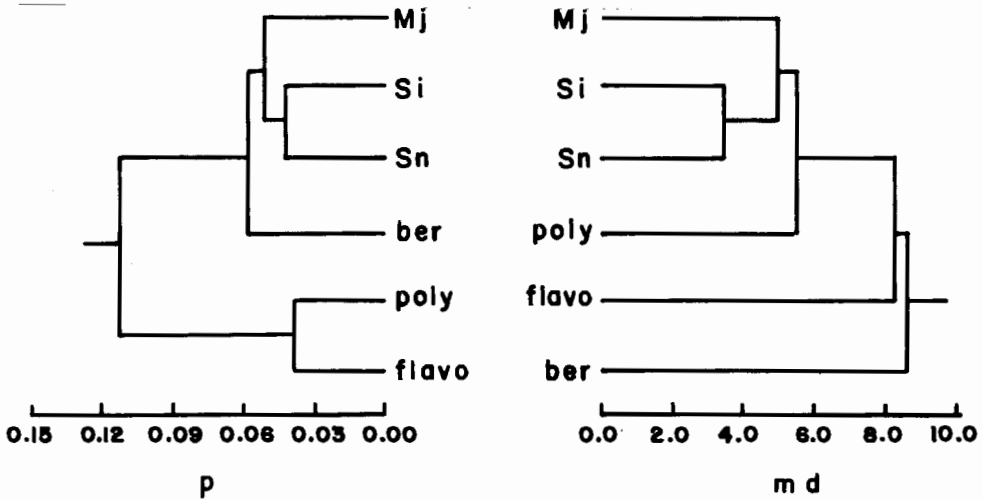 Mj Mj
Si Si
Sn Sn
ber poly
poly flavo
flavo ber
0.15 0.12 0.09 0.06 0.03 0.00 0.0 2.0 4.0 6.0 8.0 10.0
p md